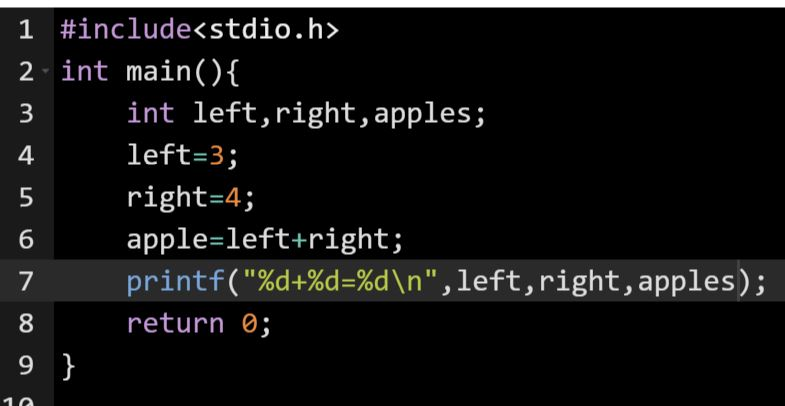 1 #include<stdio.h>
2 int main(){
3     int left,right,apples;
4     left=3;
5     right=4;
6     apple=left+right;
7     printf("%d+%d=%d\n",left,right,apples);
8     return 0;
9 }
10